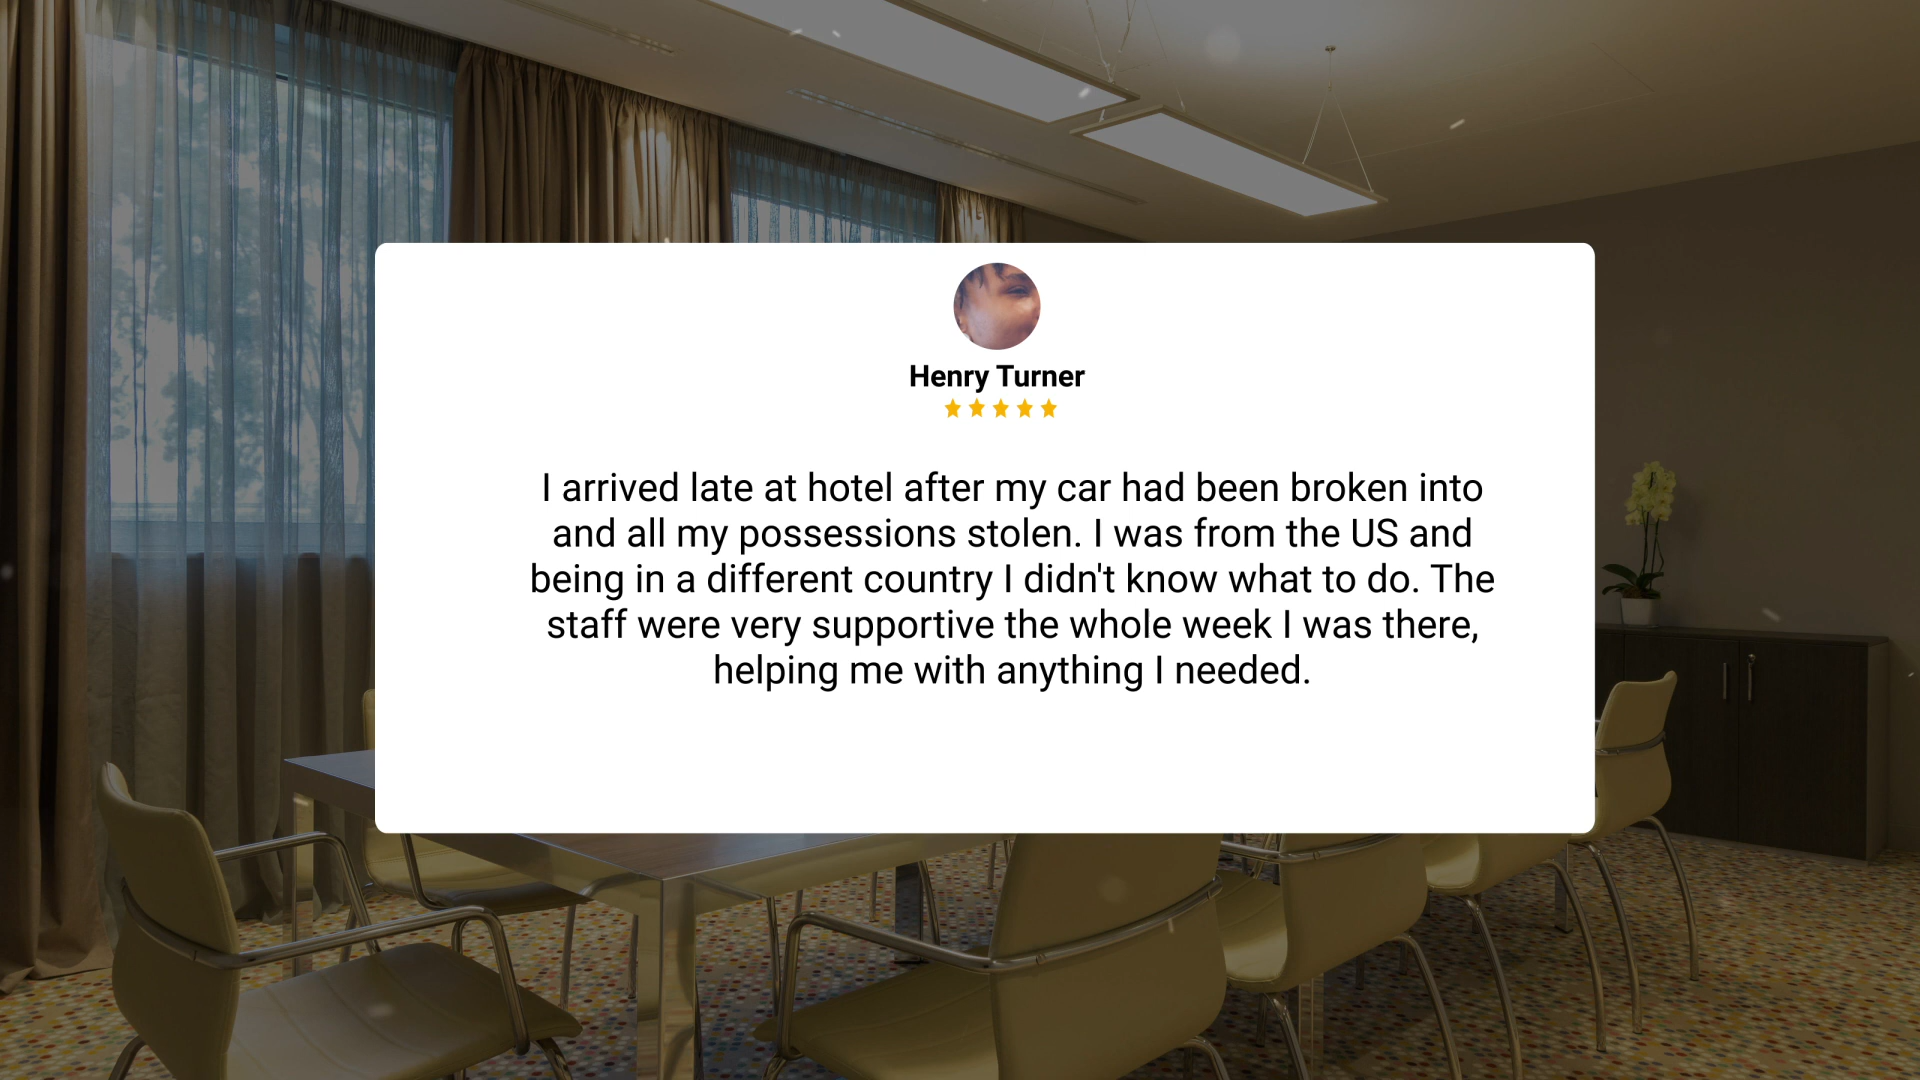 Henry Turner
I arrived late at hotel after my car had been broken into
and all my possessions stolen. I was from the US and
being in a different country I didn't know what to do. The
staff were very supportive the whole week I was there,
helping me with anything I needed.